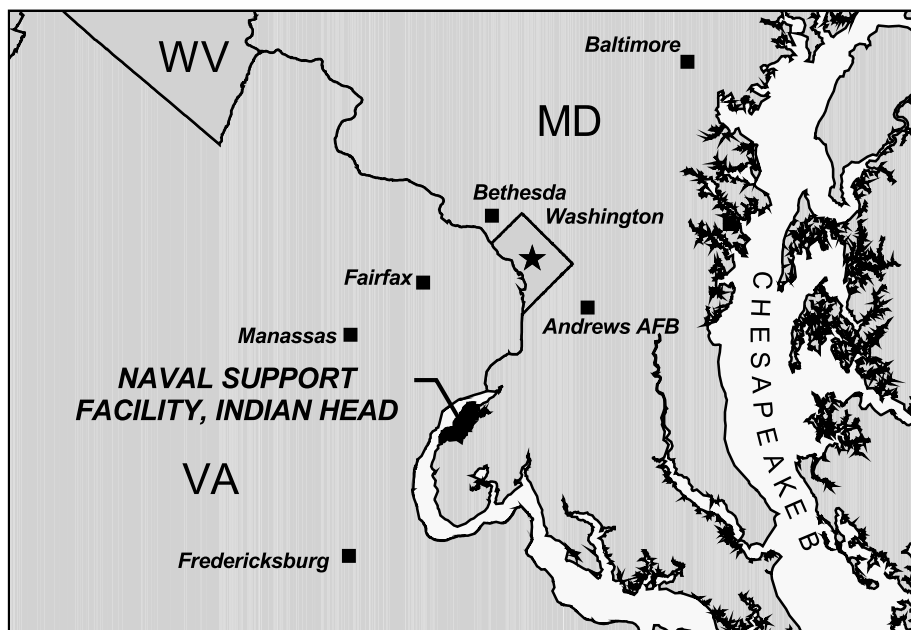 WV
Baltimore
MD
Bethesda
Washington
Fairfax
Andrews AFB
Manassas
NAVAL SUPPORT
FACILITY, INDIAN HEAD
CHESAPEAKE B
VA
Fredericksburg